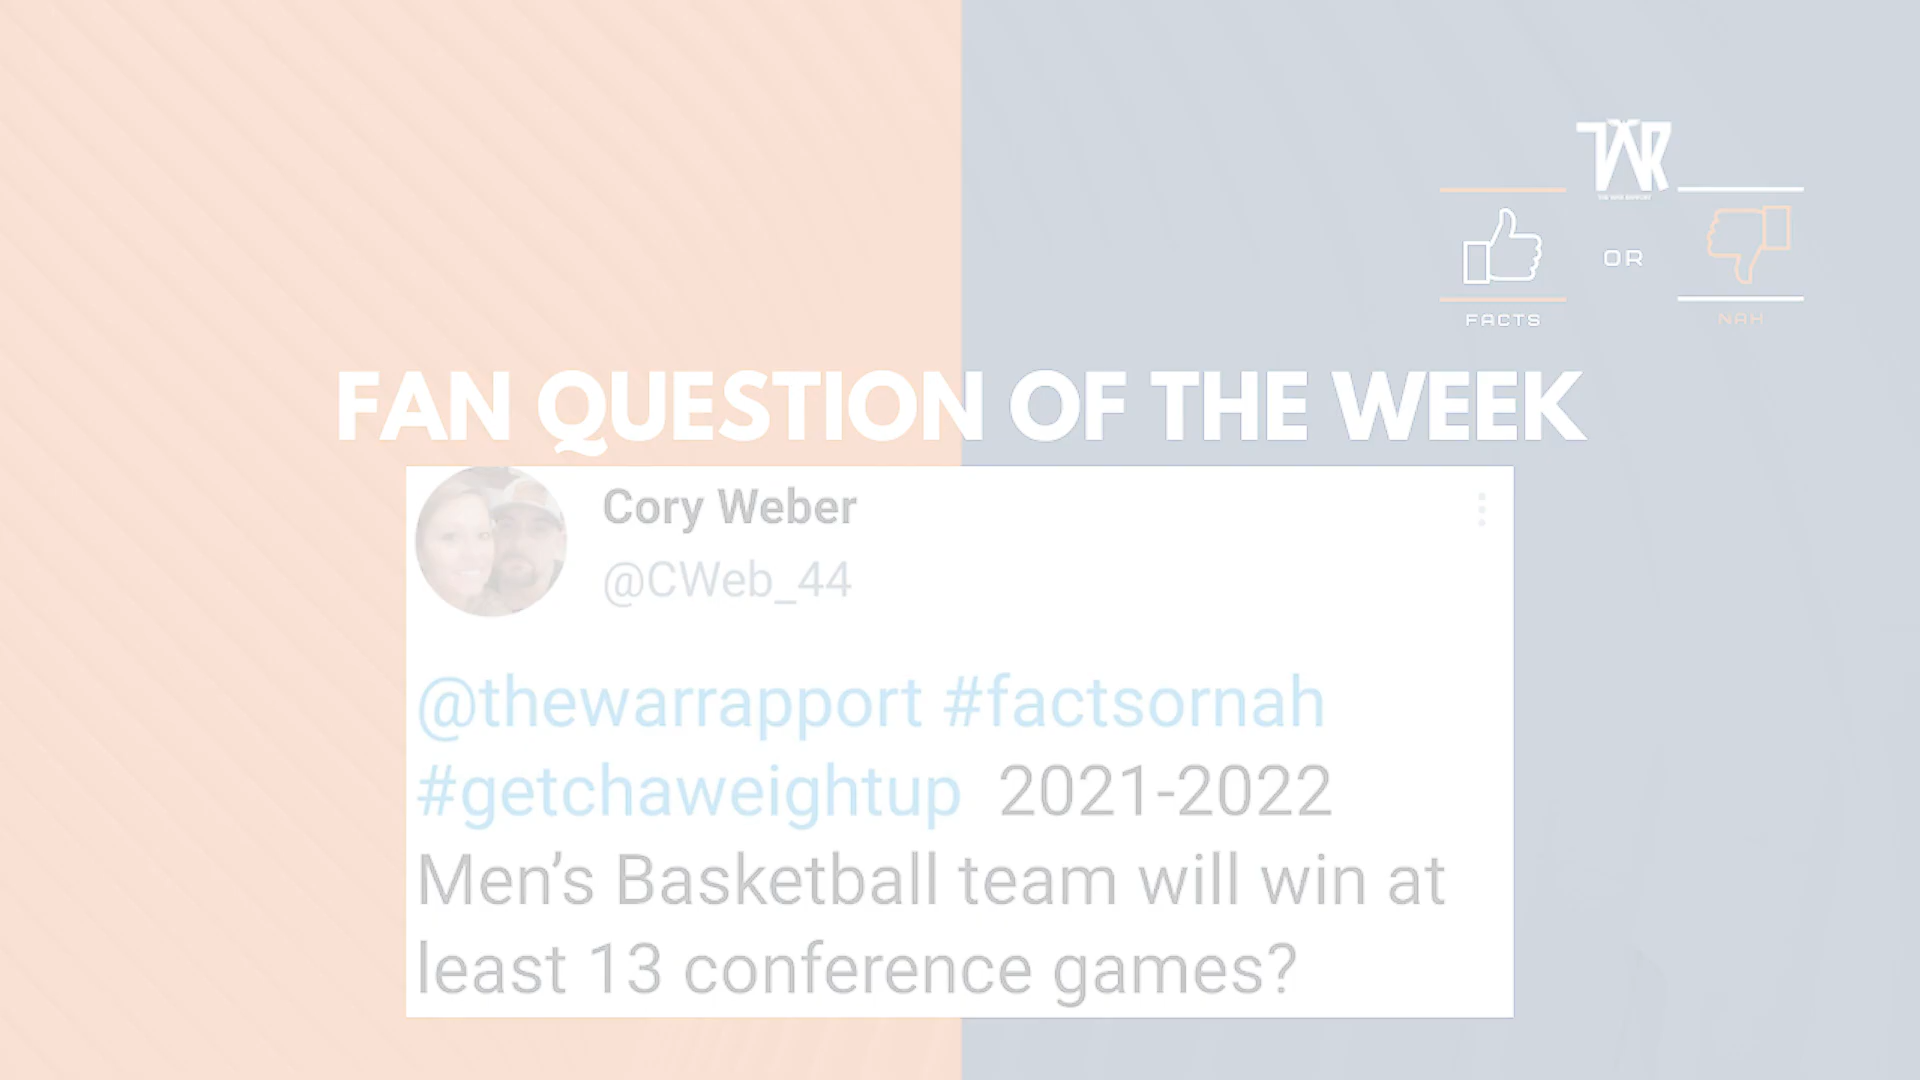 TWR
OR
FACTS
NAH
FAN QUESTION OF THE WEEK
Cory Weber
@CWeb_44
@thewarrapport #factsornah
#getchaweightup 2021-2022
Men’s Basketball team will win at
least 13 conference games?